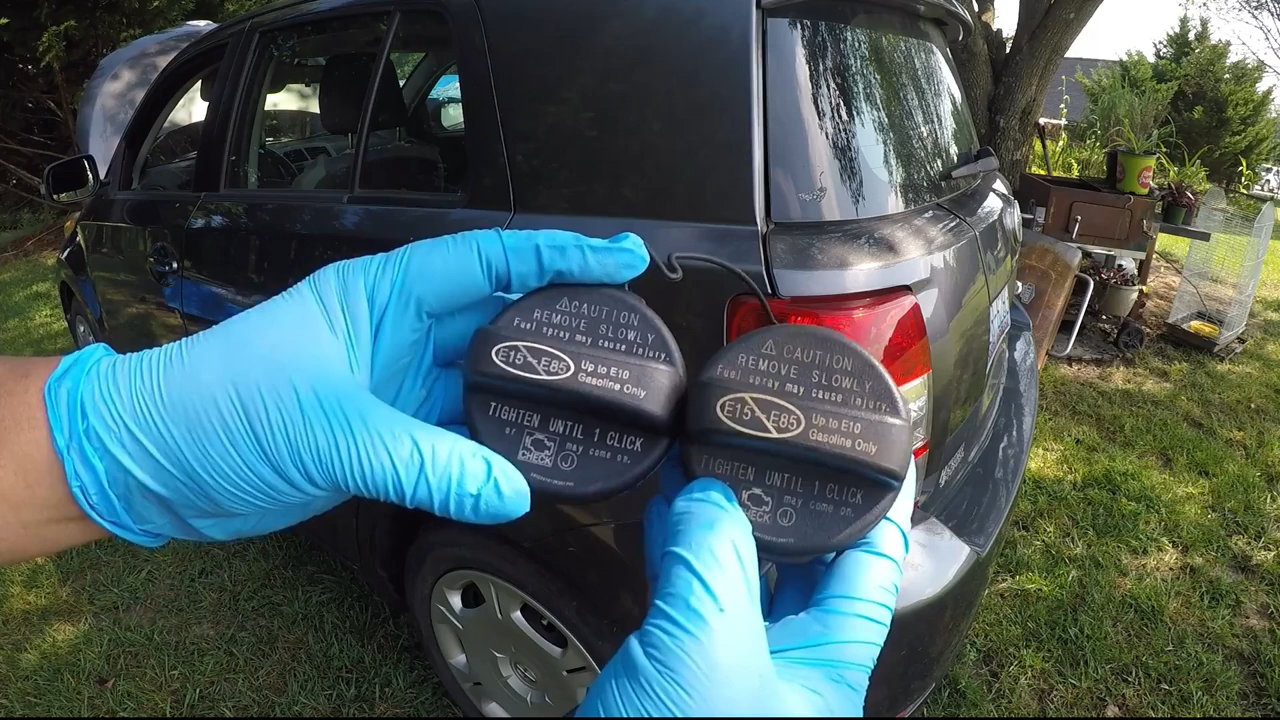 CAUTION
REMOVE SLOWLY
Fuel spray may cause injury.
E15-E85
Up to E10
Gasoline Only
TIGHTEN UNTIL 1 CLICK
or CHECK may come on.
J
CAUTION
REMOVE SLOWLY
Fuel spray may cause injury.
E15-E85
Up to E10
Gasoline Only
TIGHTEN UNTIL 1 CLICK
CHECK may come on.
J